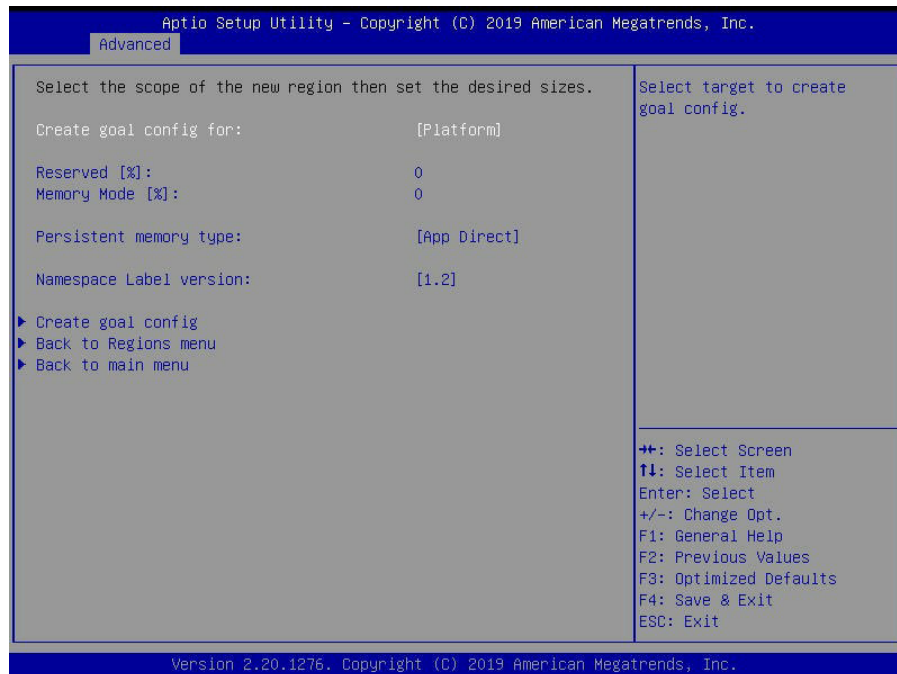 Aptio Setup Utility – Copyright (C) 2019 American Megatrends, Inc.
Advanced
Select the scope of the new region then set the desired sizes.
Create goal config for: [Platform]
Reserved [%]: 0
Memory Mode [%]: 0
Persistent memory type: [App Direct]
Namespace Label version: [1.2]
Create goal config
Back to Regions menu
Back to main menu
Select target to create
goal config.
→←: Select Screen
↑↓: Select Item
Enter: Select
+/-: Change Opt.
F1: General Help
F2: Previous Values
F3: Optimized Defaults
F4: Save & Exit
ESC: Exit
Version 2.20.1276. Copyright (C) 2019 American Megatrends, Inc.